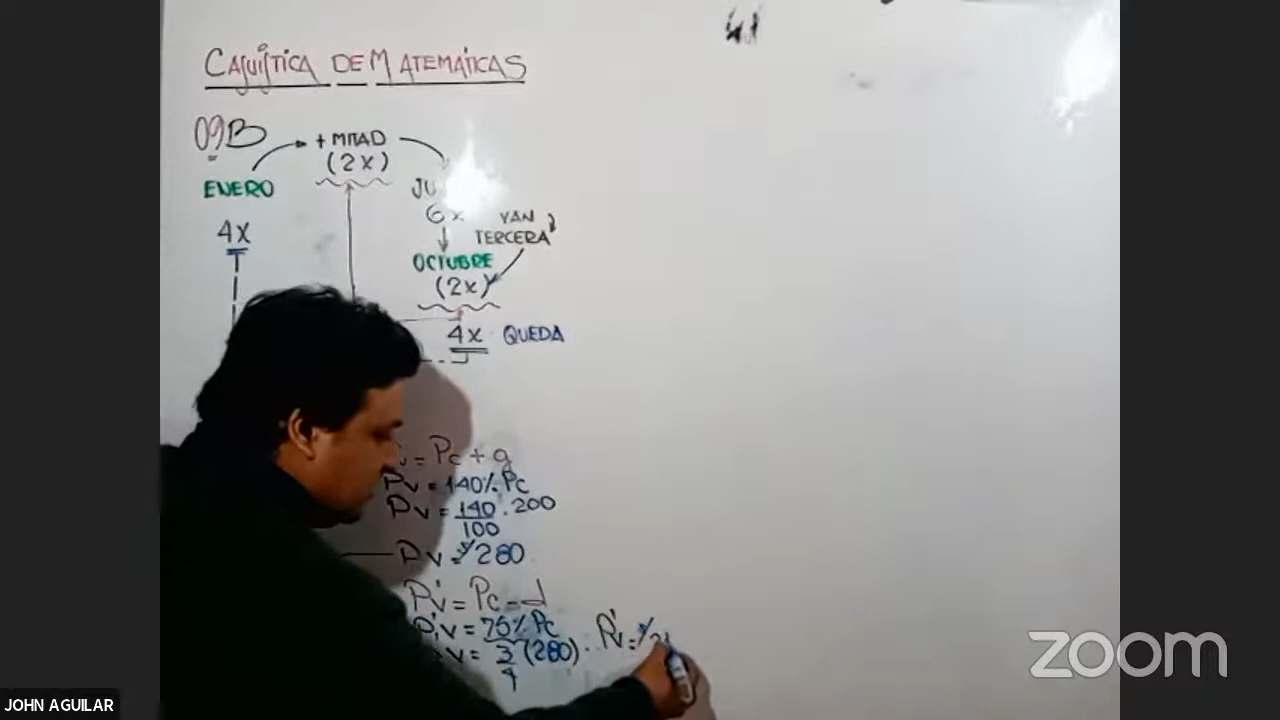 CASUÍSTICA DE MATEMÁTICAS
09B
+ MITAD
(2x)
ENERO
4x
6x
VAN
TERCERA
OCTUBRE
(2x)
4x QUEDA
= Pc + g
Pv = 140% Pc
Pv = 140/100 . 200
Pv = S/280
P'v = Pc - d
P'v = 75% Pc
v = 3/4 (280) . P'v = S/21
zoom
JOHN AGUILAR